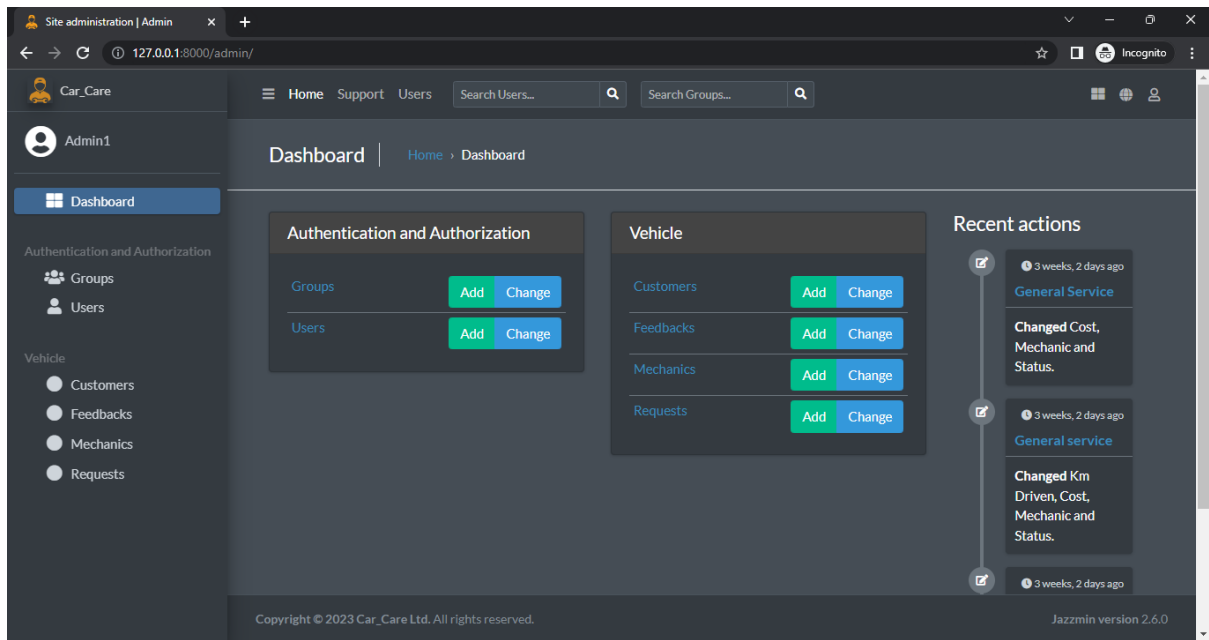 Site administration | Admin
127.0.0.1:8000/admin/
Incognito
Car_Care
Home Support Users Search Users... Search Groups...
Admin1
Dashboard
Home › Dashboard
Dashboard
Authentication and Authorization
Groups
Users
Vehicle
Customers
Feedbacks
Mechanics
Requests
Authentication and Authorization
Groups Add Change
Users Add Change
Vehicle
Customers Add Change
Feedbacks Add Change
Mechanics Add Change
Requests Add Change
Recent actions
3 weeks, 2 days ago
General Service
Changed Cost,
Mechanic and
Status.
3 weeks, 2 days ago
General service
Changed Km
Driven, Cost,
Mechanic and
Status.
3 weeks, 2 days ago
Copyright © 2023 Car_Care Ltd. All rights reserved.
Jazzmin version 2.6.0